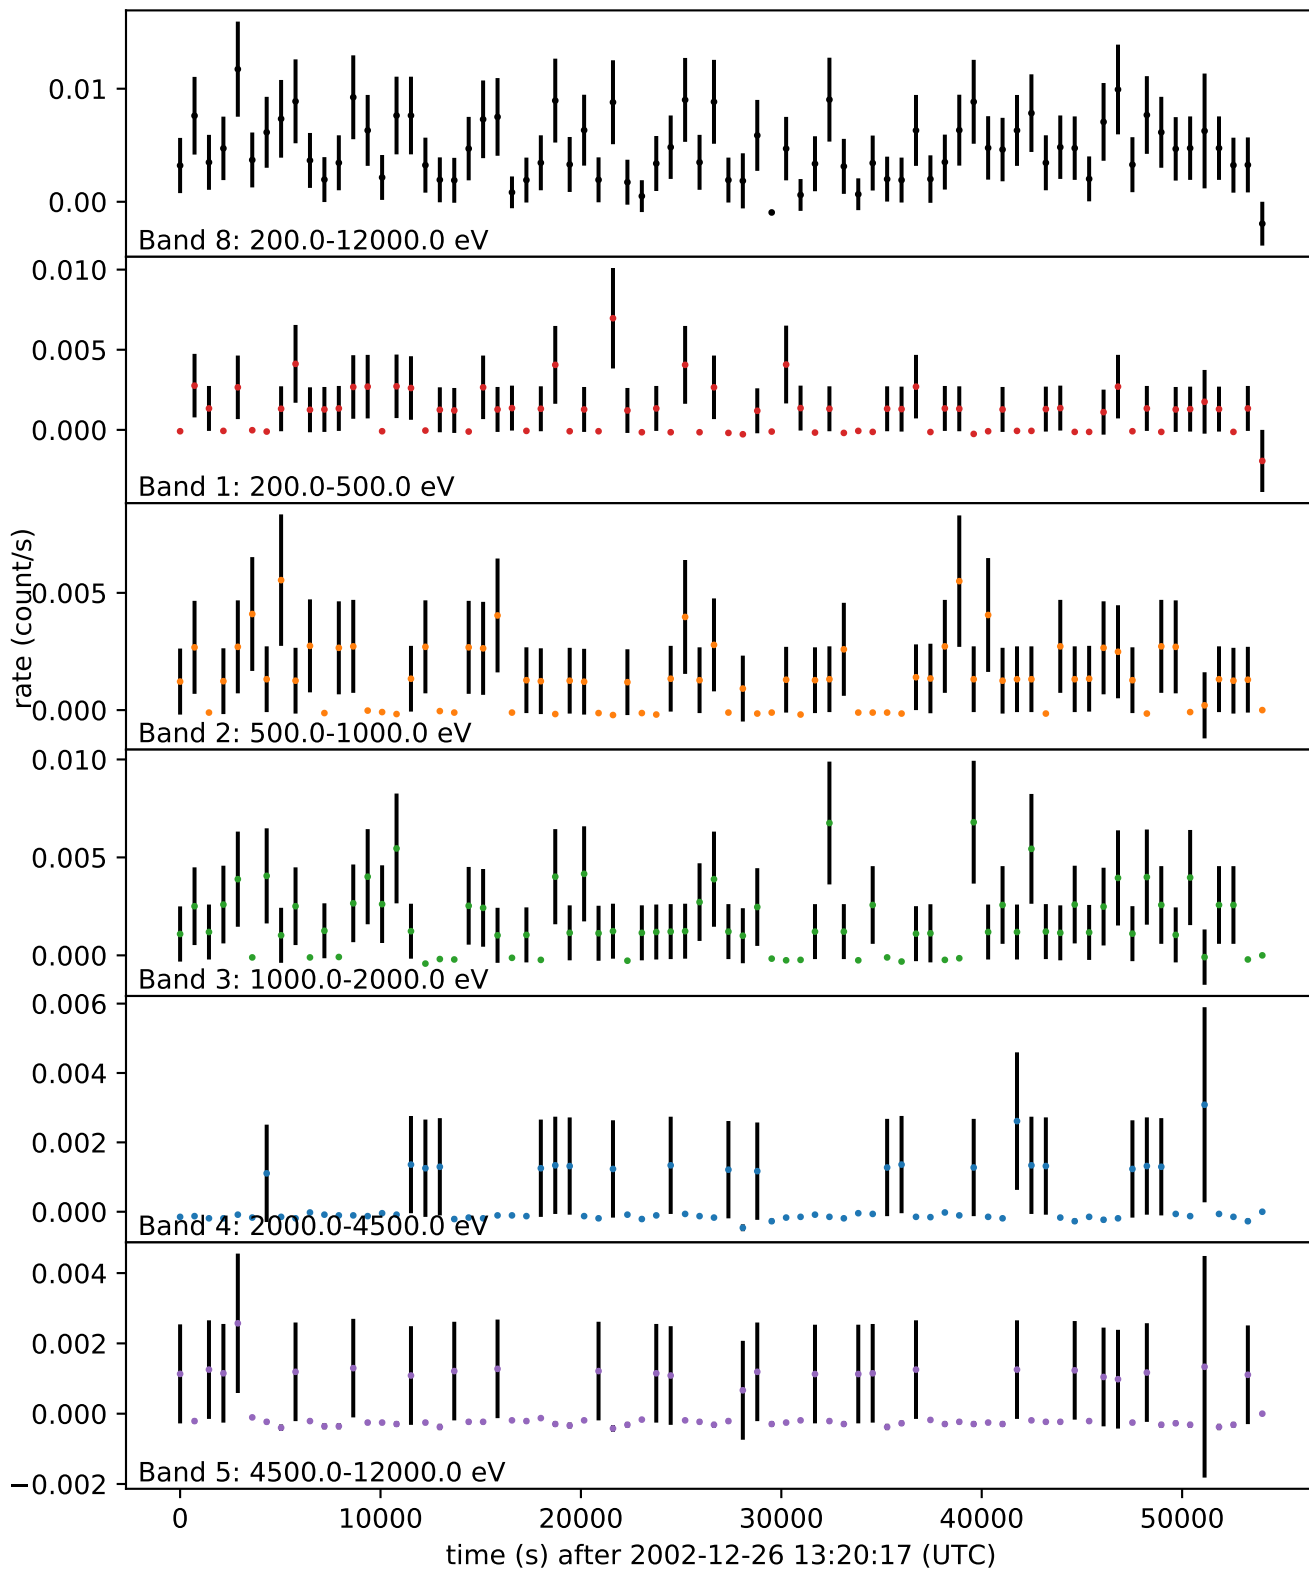 0.01
0.00
Band 8: 200.0-12000.0 eV
0.010
0.005
0.000
Band 1: 200.0-500.0 eV
rate (count/s)
0.005
0.000
Band 2: 500.0-1000.0 eV
0.010
0.005
0.000
Band 3: 1000.0-2000.0 eV
0.006
0.004
0.002
0.000
Band 4: 2000.0-4500.0 eV
0.004
0.002
0.000
−0.002
Band 5: 4500.0-12000.0 eV
0 10000 20000 30000 40000 50000
time (s) after 2002-12-26 13:20:17 (UTC)